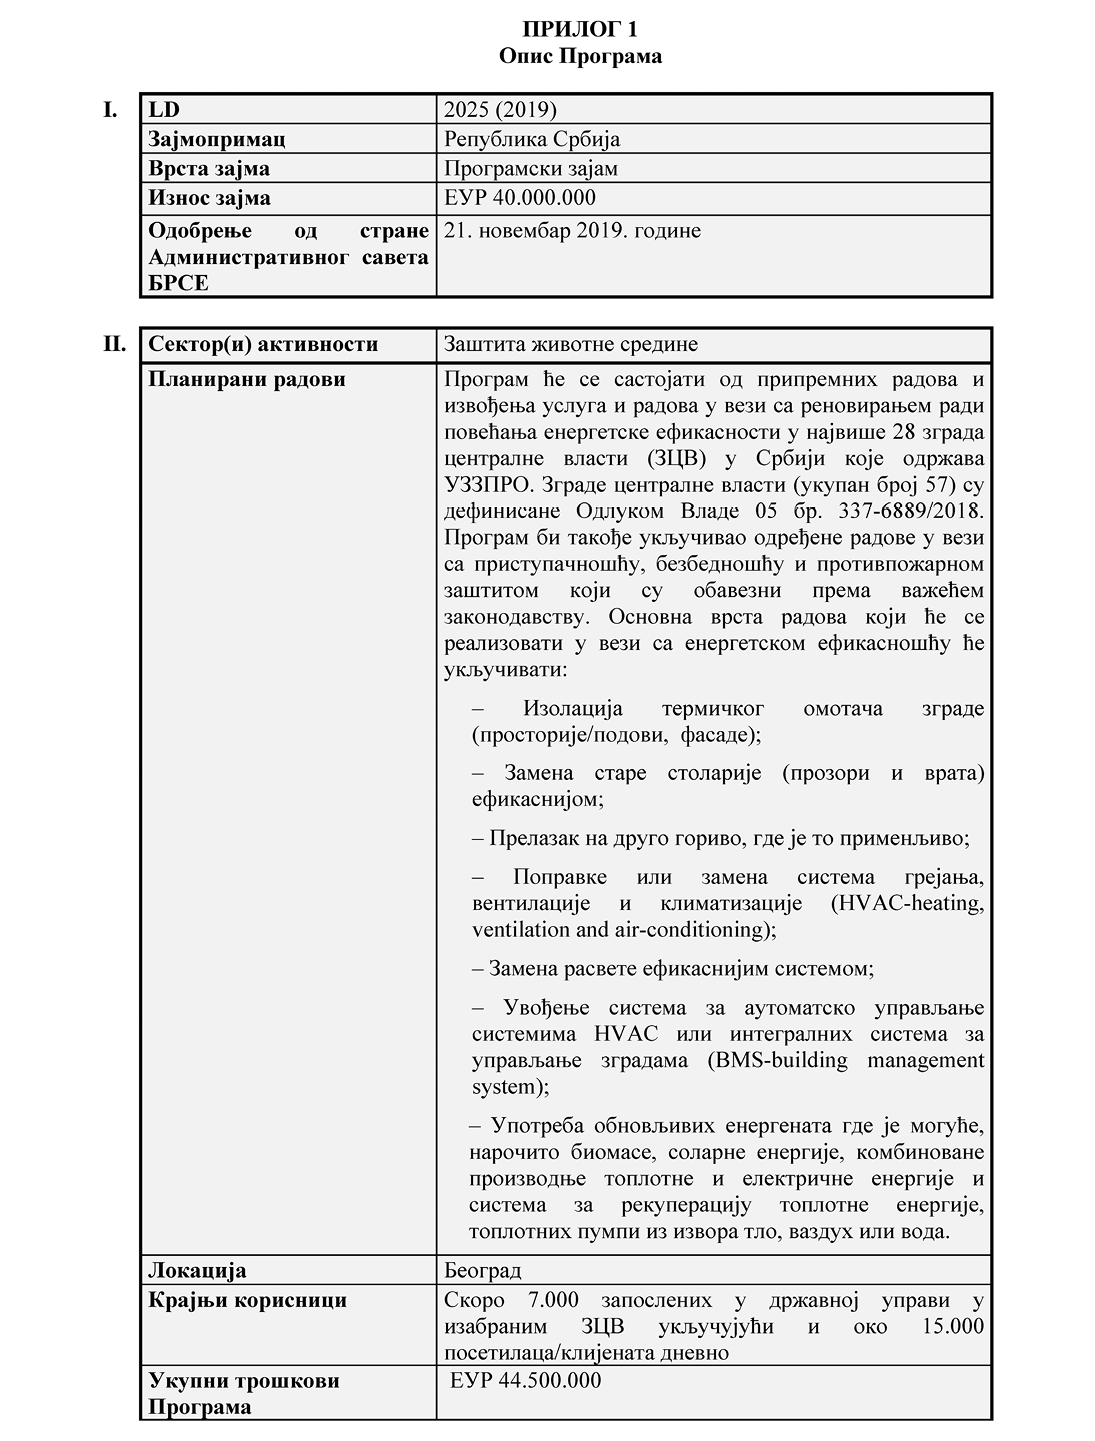 ПРИЛОГ 1
Опис Програма
I. LD 2025 (2019)
Зајмопримац Република Србија
Врста зајма Програмски зајам
Износ зајма ЕУР 40.000.000
Одобрење од стране 21. новембар 2019. године
Административног савета
БРСЕ
II. Сектор(и) активности Заштита животне средине
Планирани радови Програм ће се састојати од припремних радова и
извођења услуга и радова у вези са реновирањем ради
повећања енергетске ефикасности у највише 28 зграда
централне власти (ЗЦВ) у Србији које одржава
УЗЗПРО. Зграде централне власти (укупан број 57) су
дефинисане Одлуком Владе 05 бр. 337-6889/2018.
Програм би такође укључивао одређене радове у вези
са приступачношћу, безбедношћу и противпожарном
заштитом који су обавезни према важећем
законодавству. Основна врста радова који ће се
реализовати у вези са енергетском ефикасношћу ће
укључивати:
– Изолација термичког омотача зграде
(просторије/подови, фасаде);
– Замена старе столарије (прозори и врата)
ефикаснијом;
– Прелазак на друго гориво, где је то применљиво;
– Поправке или замена система грејања,
вентилације и климатизације (HVAC-heating,
ventilation and air-conditioning);
– Замена расвете ефикаснијим системом;
– Увођење система за аутоматско управљање
системима HVAC или интегралних система за
управљање зградама (BMS-building management
system);
– Употреба обновљивих енергената где је могуће,
нарочито биомасе, соларне енергије, комбиноване
производње топлотне и електричне енергије и
система за рекуперацију топлотне енергије,
топлотних пумпи из извора тло, ваздух или вода.
Локација Београд
Крајњи корисници Скоро 7.000 запослених у државној управи у
изабраним ЗЦВ укључујући и око 15.000
посетилаца/клијената дневно
Укупни трошкови ЕУР 44.500.000
Програма